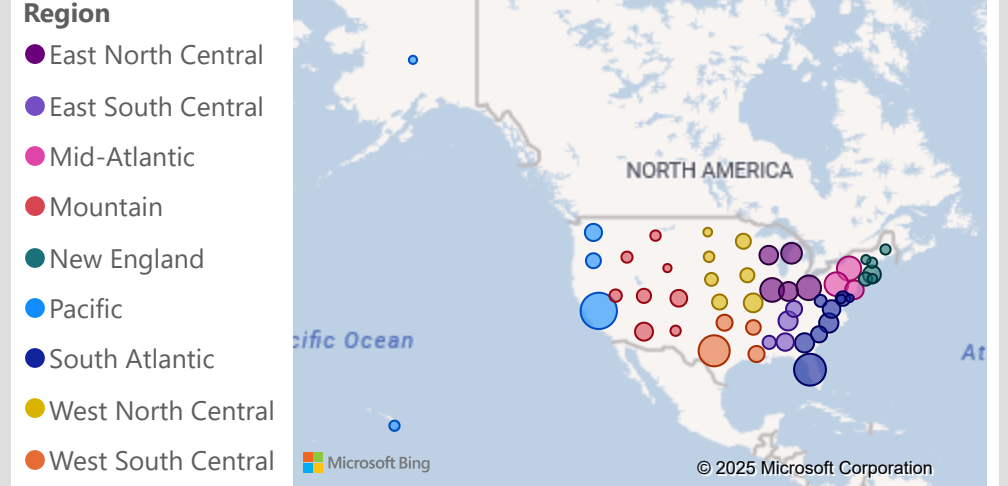 Region
East North Central
East South Central
Mid-Atlantic
Mountain
New England
Pacific
South Atlantic
West North Central
West South Central
NORTH AMERICA
cific Ocean
At
Microsoft Bing
© 2025 Microsoft Corporation